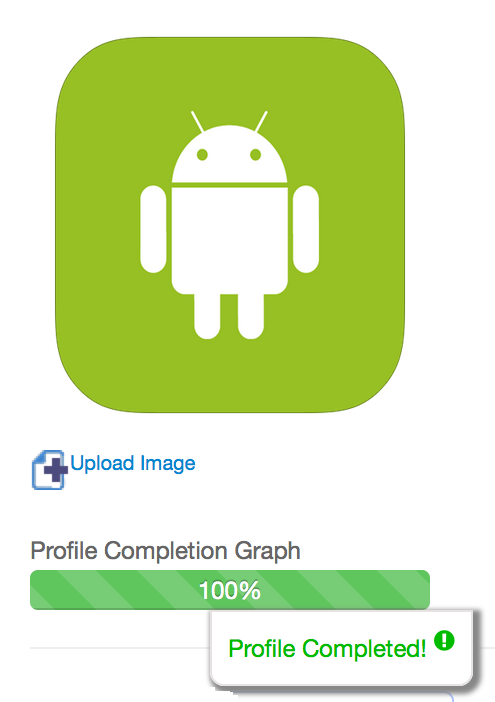 Upload Image
Profile Completion Graph
100%
Profile Completed!